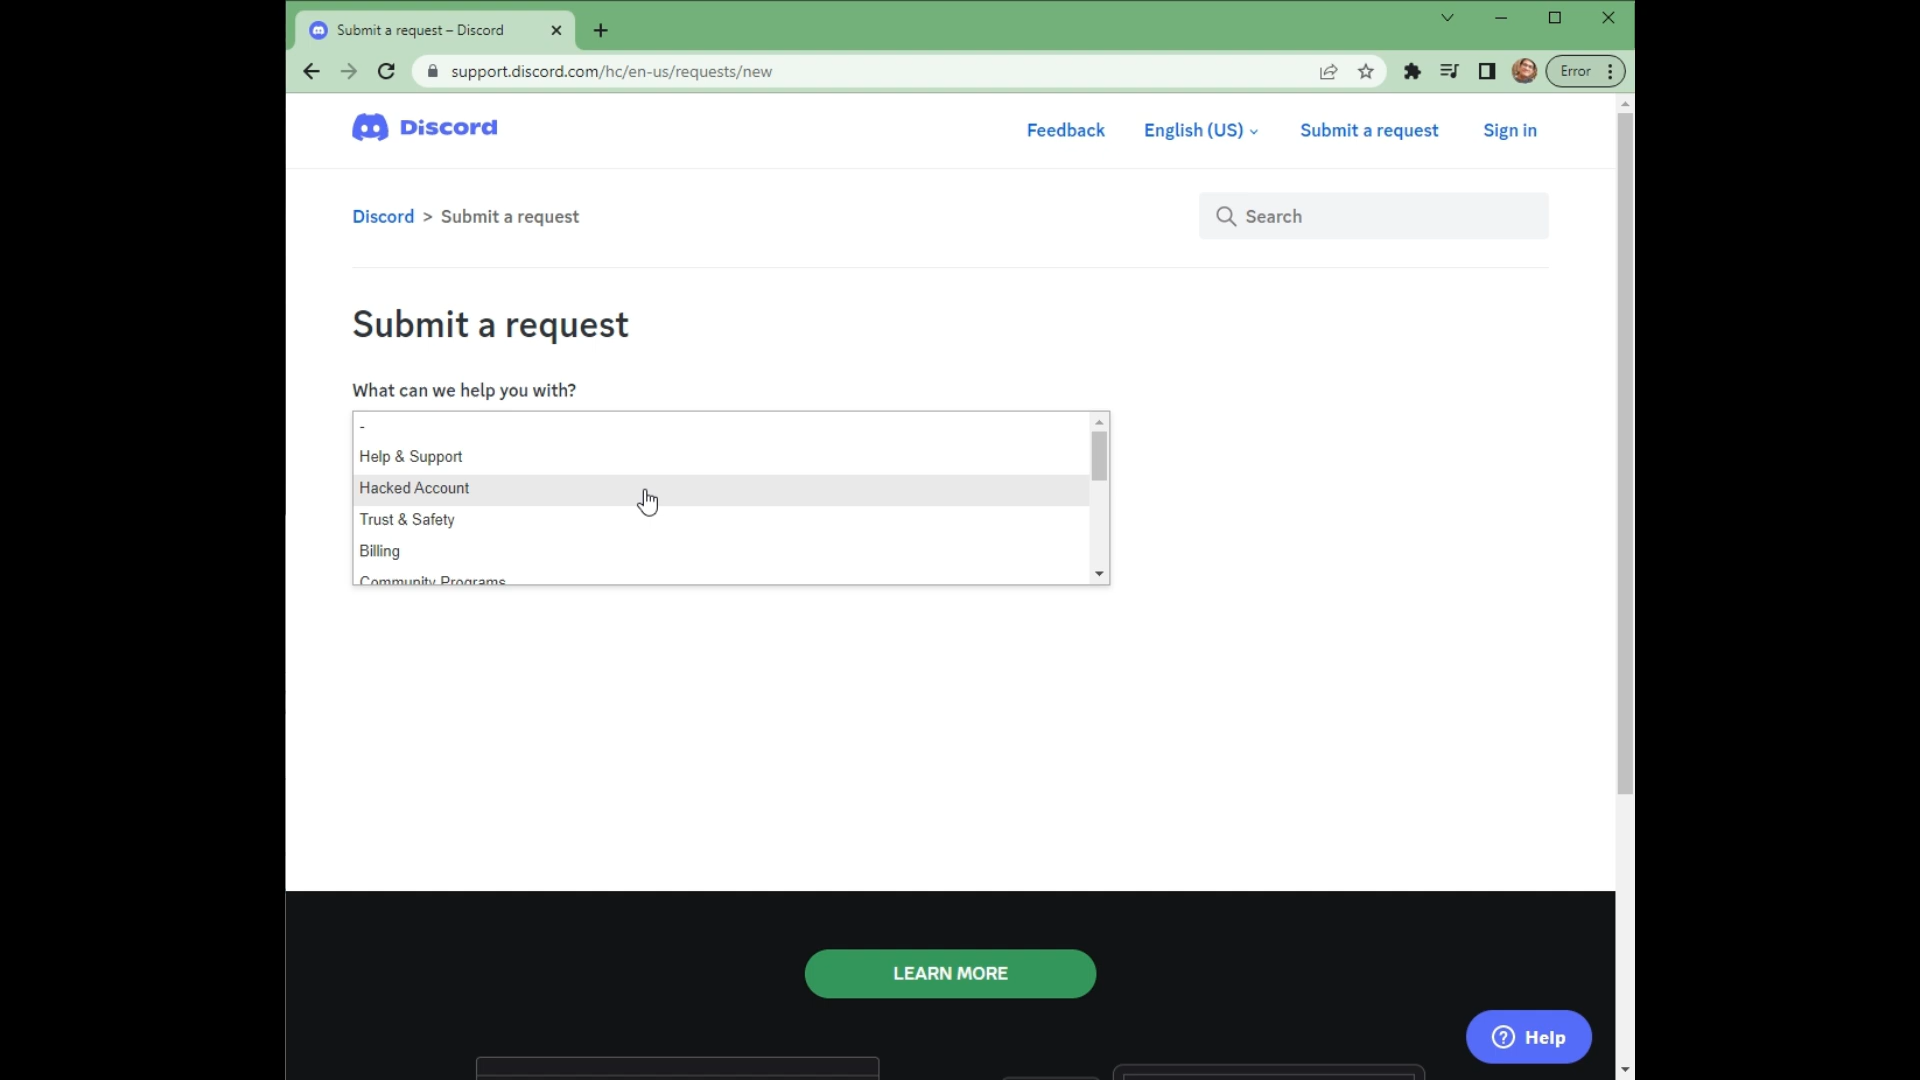 Submit a request – Discord
support.discord.com/hc/en-us/requests/new
Error
Discord
Feedback
English (US)
Submit a request
Sign in
Discord > Submit a request
Search
Submit a request
What can we help you with?
-
Help & Support
Hacked Account
Trust & Safety
Billing
Community Programs
LEARN MORE
Help